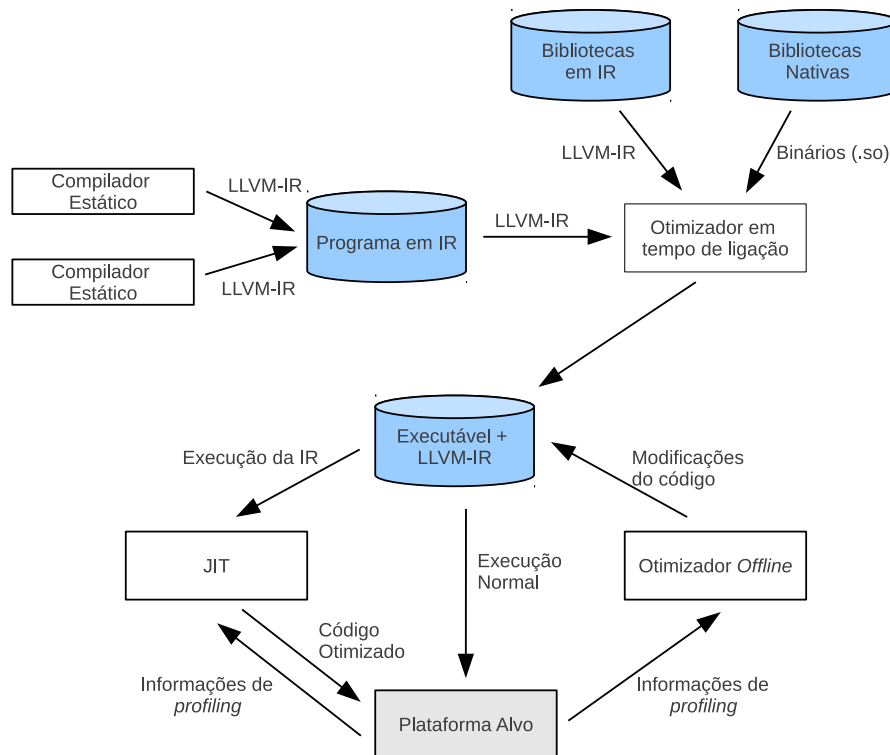 Bibliotecas
em IR
Bibliotecas
Nativas
LLVM-IR
Binários (.so)
Compilador
Estático
LLVM-IR
Programa em IR
LLVM-IR
Otimizador em
tempo de ligação
Compilador
Estático
LLVM-IR
Executável +
LLVM-IR
Execução da IR
Modificações
do código
JIT
Execução
Normal
Otimizador Offline
Código
Otimizado
Informações de
profiling
Plataforma Alvo
Informações de
profiling